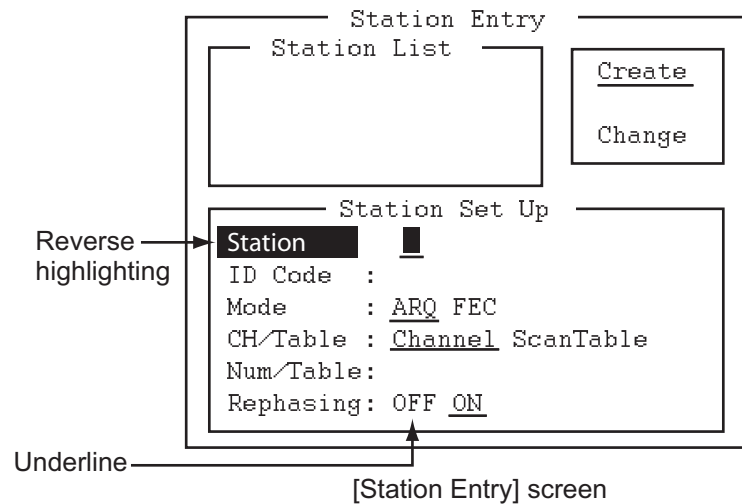 Station Entry
Station List
Create
Change
Station Set Up
Reverse highlighting
Station
ID Code :
Mode : ARQ FEC
CH/Table : Channel ScanTable
Num/Table:
Rephasing: OFF ON
Underline
[Station Entry] screen